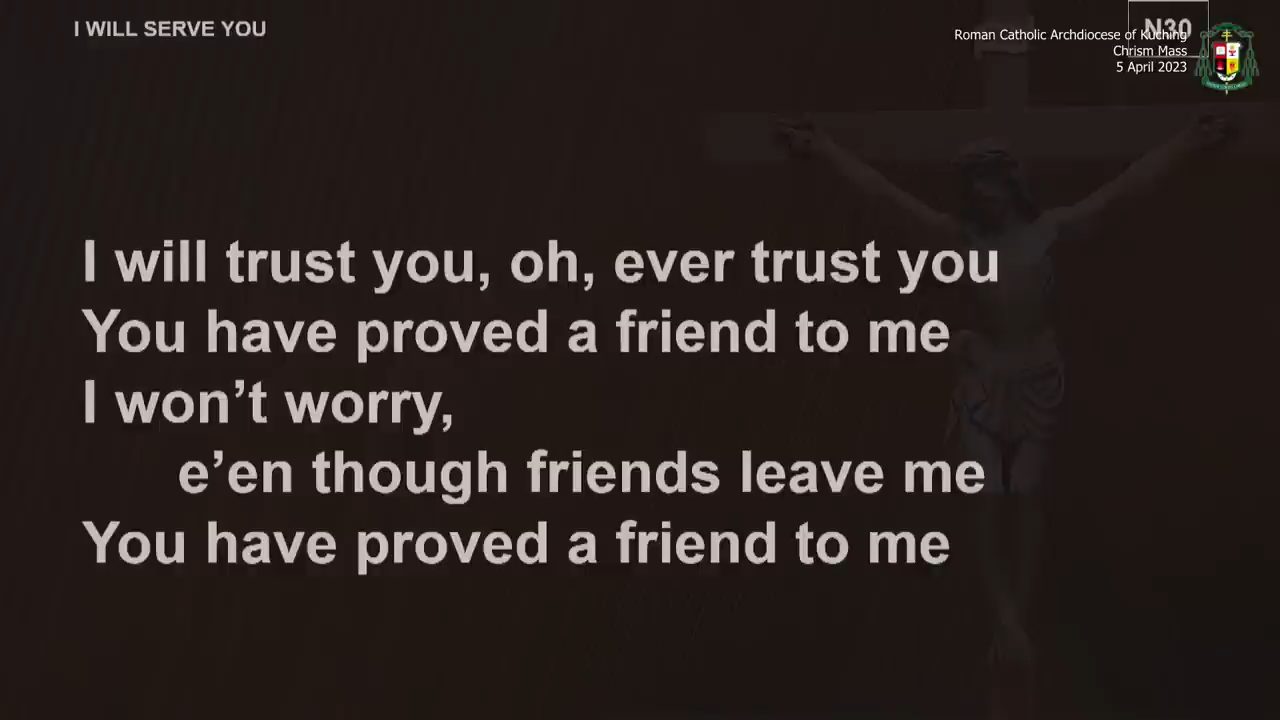 I WILL SERVE YOU
N30
Roman Catholic Archdiocese of Kuching
Chrism Mass
5 April 2023
I will trust you, oh, ever trust you
You have proved a friend to me
I won’t worry,
e’en though friends leave me
You have proved a friend to me